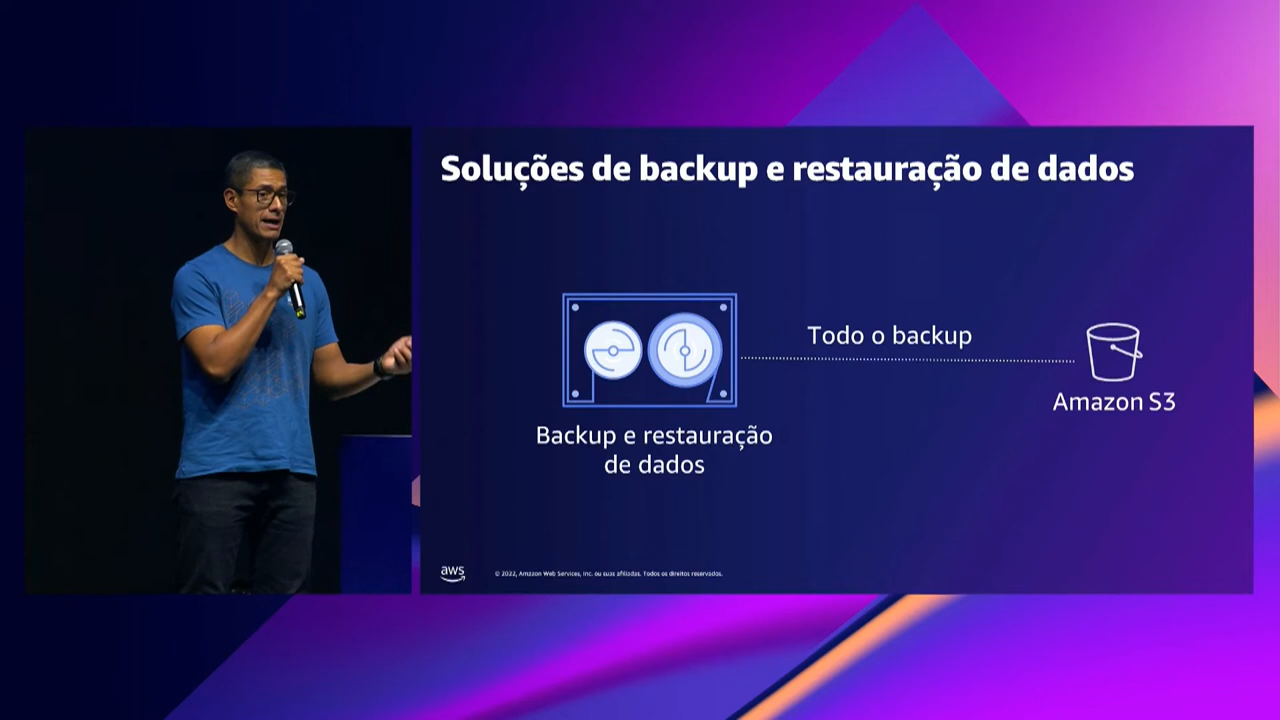 Soluções de backup e restauração de dados
Todo o backup
Amazon S3
Backup e restauração
de dados
aws
© 2022, Amazon Web Services, Inc. ou suas afiliadas. Todos os direitos reservados.